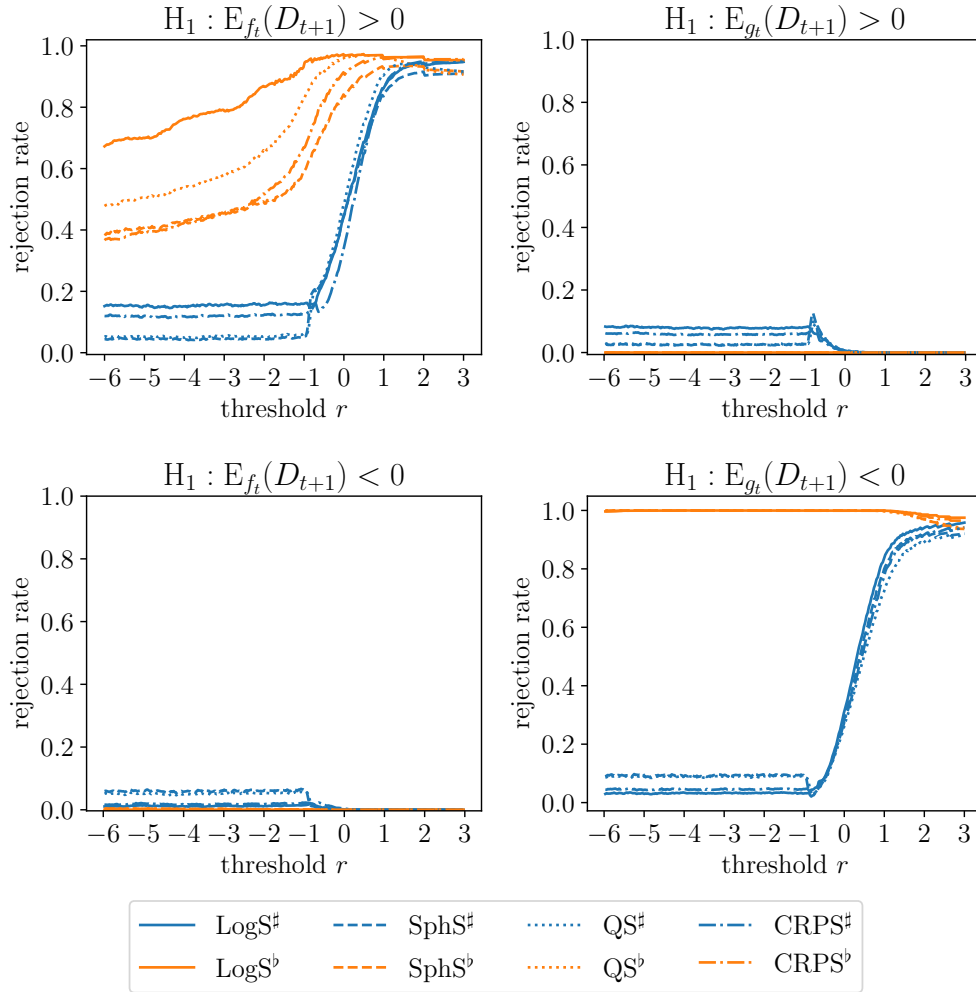 H₁ : E_{f_t}(D_{t+1}) > 0
H₁ : E_{g_t}(D_{t+1}) > 0
rejection rate
1.0
0.8
0.6
0.4
0.2
0.0
−6 −5 −4 −3 −2 −1 0 1 2 3
threshold r
rejection rate
1.0
0.8
0.6
0.4
0.2
0.0
−6 −5 −4 −3 −2 −1 0 1 2 3
threshold r
H₁ : E_{f_t}(D_{t+1}) < 0
H₁ : E_{g_t}(D_{t+1}) < 0
rejection rate
1.0
0.8
0.6
0.4
0.2
0.0
−6 −5 −4 −3 −2 −1 0 1 2 3
threshold r
rejection rate
1.0
0.8
0.6
0.4
0.2
0.0
−6 −5 −4 −3 −2 −1 0 1 2 3
threshold r
LogS♯ SphS♯ QS♯ CRPS♯
LogS♭ SphS♭ QS♭ CRPS♭